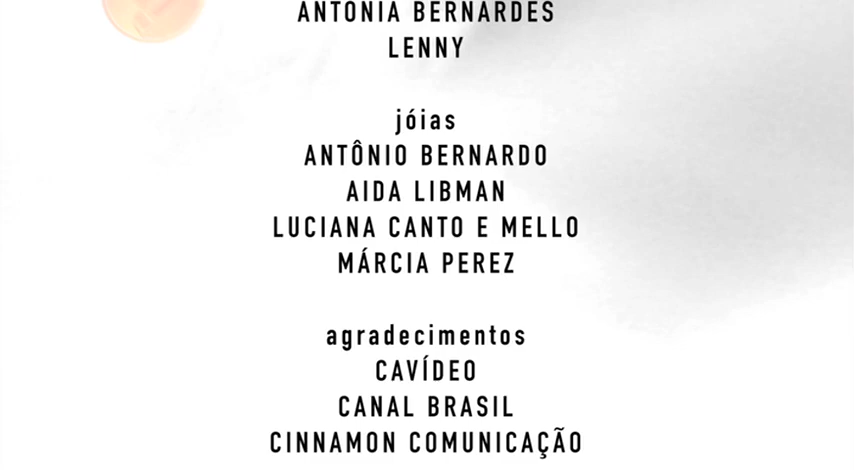 ANTONIA BERNARDES
LENNY
jóias
ANTÔNIO BERNARDO
AIDA LIBMAN
LUCIANA CANTO E MELLO
MÁRCIA PEREZ
agradecimentos
CAVÍDEO
CANAL BRASIL
CINNAMON COMUNICAÇÃO